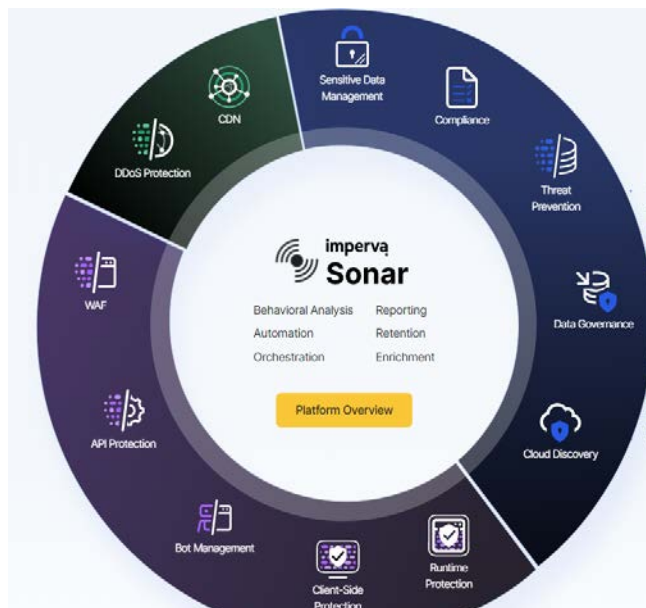 Sensitive Data
Management
Compliance
Threat
Prevention
Data Governance
Cloud Discovery
Runtime
Protection
Client-Side
Protection
Bot Management
API Protection
WAF
DDoS Protection
CDN
imperva
Sonar
Behavioral Analysis Reporting
Automation Retention
Orchestration Enrichment
Platform Overview